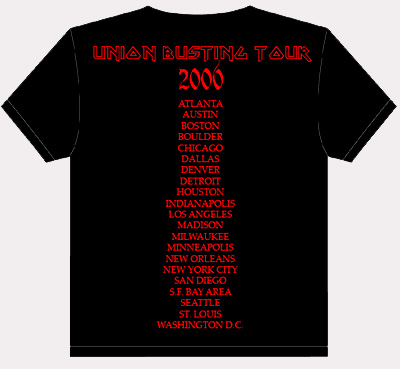 UNION BUSTING TOUR
2006
ATLANTA
AUSTIN
BOSTON
BOULDER
CHICAGO
DALLAS
DENVER
DETROIT
HOUSTON
INDIANAPOLIS
LOS ANGELES
MADISON
MILWAUKEE
MINNEAPOLIS
NEW ORLEANS
NEW YORK CITY
SAN DIEGO
S.F. BAY AREA
SEATTLE
ST. LOUIS
WASHINGTON D.C.